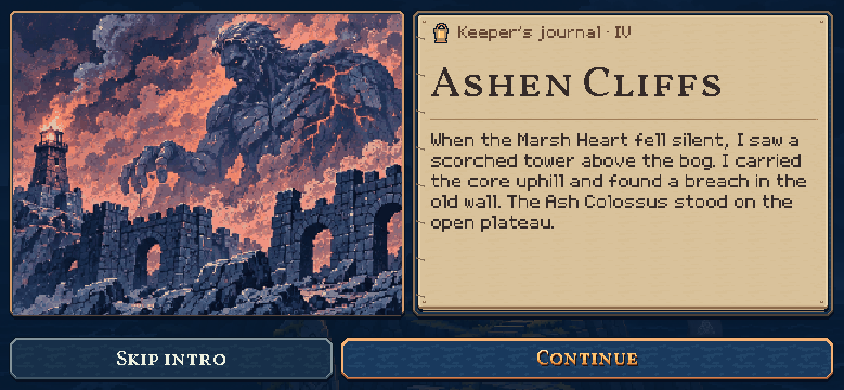 Keeper's journal · IV
Ashen Cliffs
When the Marsh Heart fell silent, I saw a
scorched tower above the bog. I carried
the core uphill and found a breach in the
old wall. The Ash Colossus stood on the
open plateau.
Skip intro
Continue